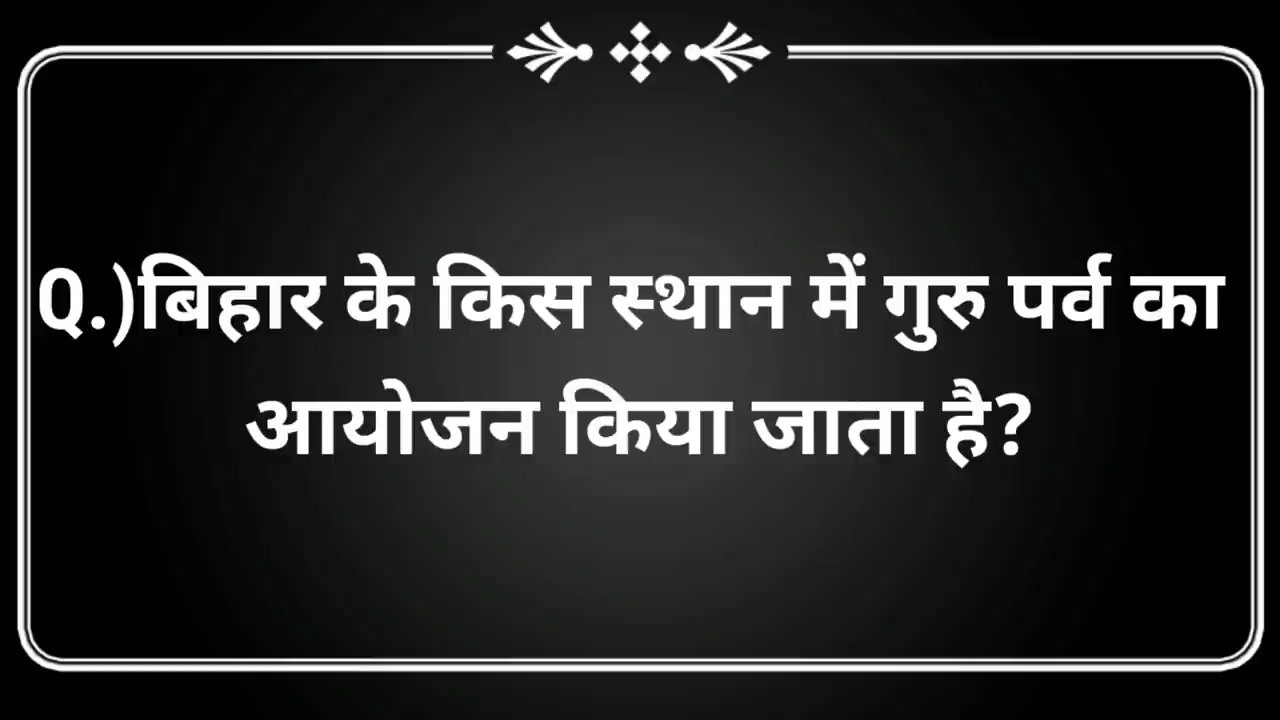 Q.)बिहार के किस स्थान में गुरु पर्व का
आयोजन किया जाता है?